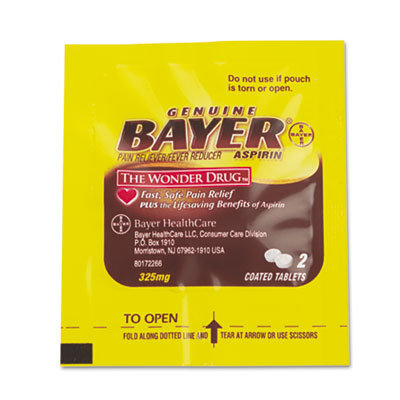 Do not use if pouch
is torn or open.
GENUINE
BAYER®
PAIN RELIEVER/FEVER REDUCER ASPIRIN
THE WONDER DRUG™
Fast, Safe Pain Relief
PLUS the Lifesaving Benefits of Aspirin
Bayer HealthCare
Bayer HealthCare LLC, Consumer Care Division
P.O. Box 1910
Morristown, NJ 07962-1910 USA
80172266
325mg
2
COATED TABLETS
TO OPEN
FOLD ALONG DOTTED LINE AND TEAR AT ARROW OR USE SCISSORS